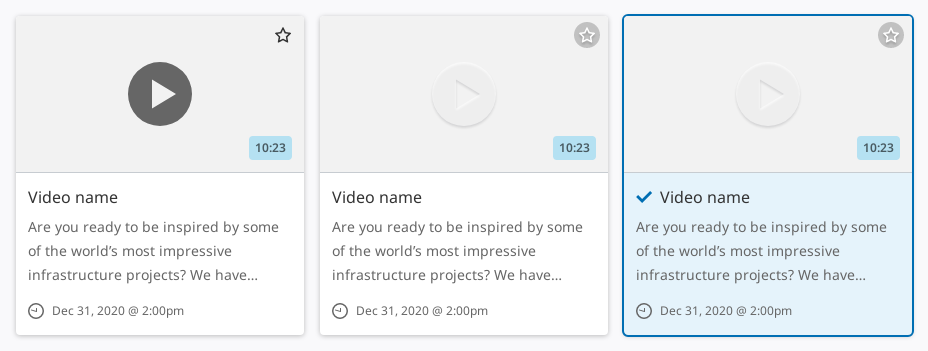 10:23
Video name
Are you ready to be inspired by some
of the world’s most impressive
infrastructure projects? We have...
Dec 31, 2020 @ 2:00pm
10:23
Video name
Are you ready to be inspired by some
of the world’s most impressive
infrastructure projects? We have...
Dec 31, 2020 @ 2:00pm
10:23
Video name
Are you ready to be inspired by some
of the world’s most impressive
infrastructure projects? We have...
Dec 31, 2020 @ 2:00pm